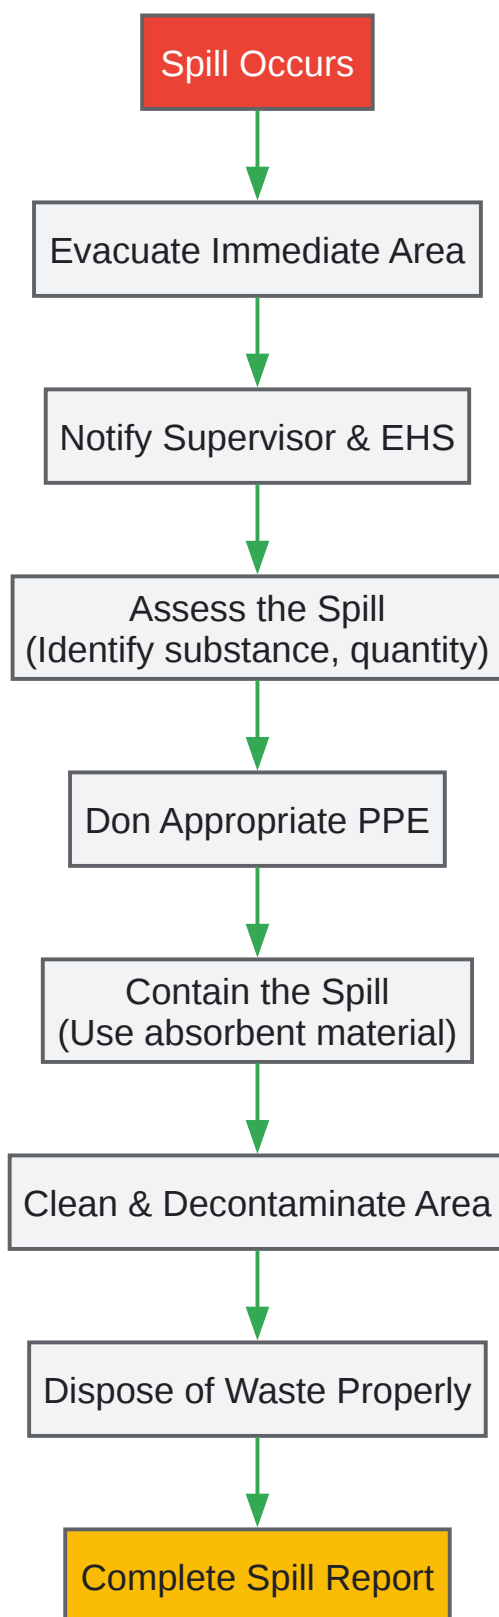 Spill Occurs
Evacuate Immediate Area
Notify Supervisor & EHS
Assess the Spill
(Identify substance, quantity)
Don Appropriate PPE
Contain the Spill
(Use absorbent material)
Clean & Decontaminate Area
Dispose of Waste Properly
Complete Spill Report